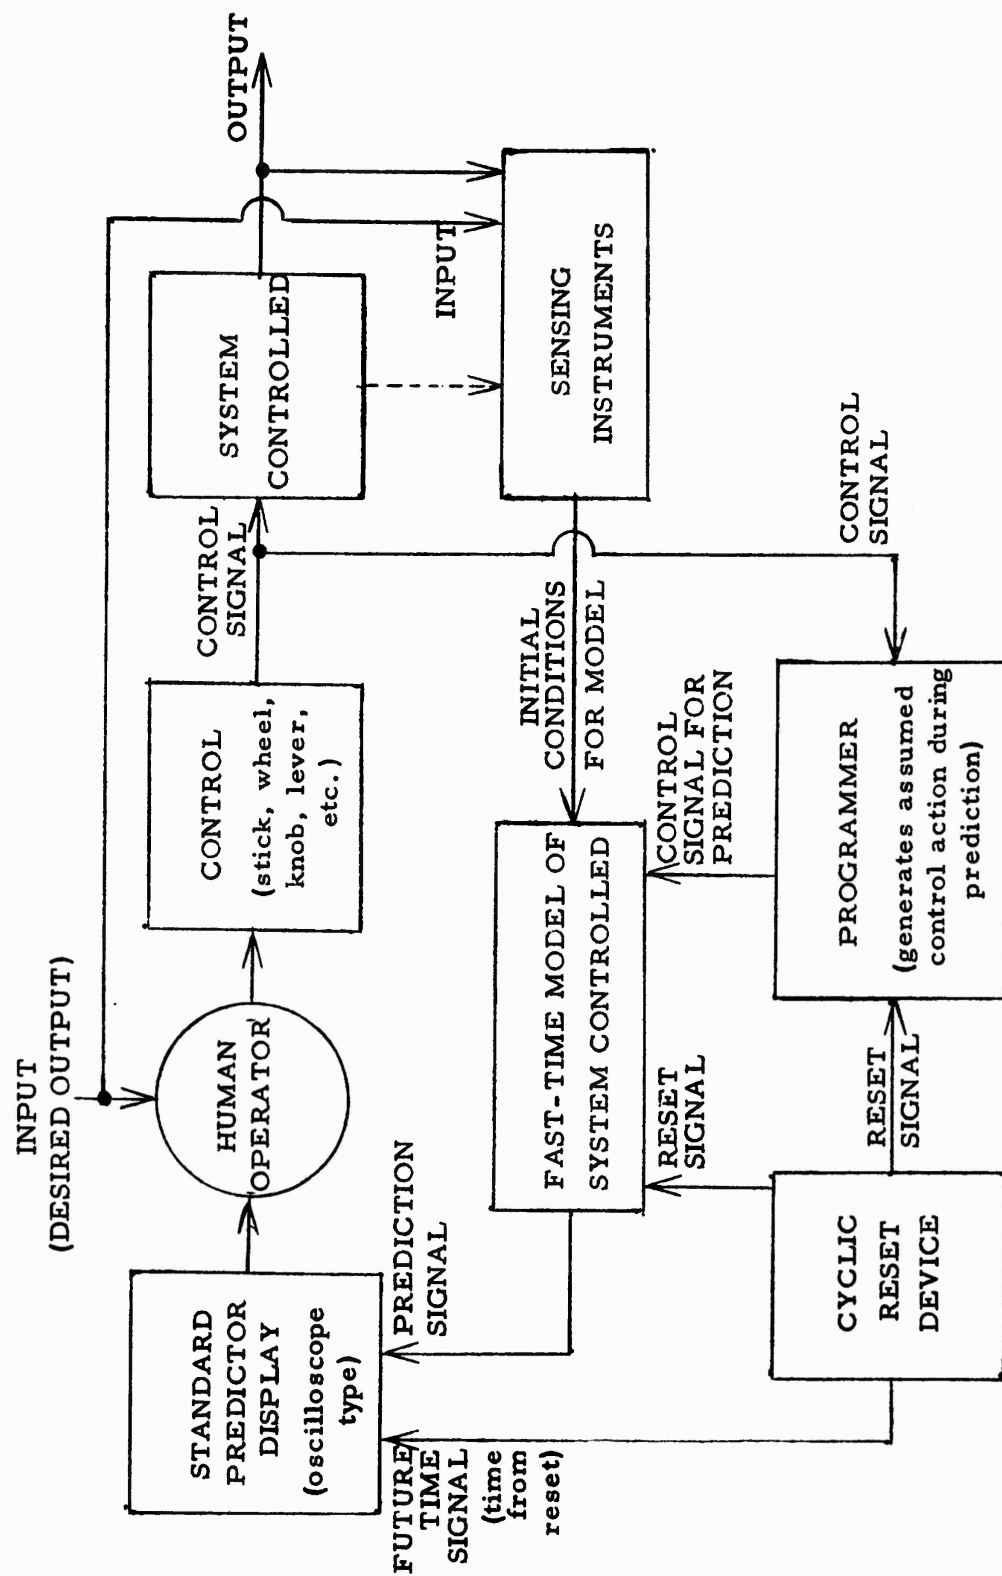 INPUT
(DESIRED OUTPUT)
STANDARD
PREDICTOR
DISPLAY
(oscilloscope
type)
HUMAN
OPERATOR
CONTROL
(stick, wheel,
knob, lever,
etc.)
CONTROL
SIGNAL
SYSTEM
CONTROLLED
OUTPUT
FUTURE
TIME
SIGNAL
(time
from
reset)
PREDICTION
SIGNAL
FAST-TIME MODEL OF
SYSTEM CONTROLLED
INITIAL
CONDITIONS
FOR MODEL
INPUT
SENSING
INSTRUMENTS
RESET
SIGNAL
CONTROL
SIGNAL FOR
PREDICTION
CONTROL
SIGNAL
CYCLIC
RESET
DEVICE
RESET
SIGNAL
PROGRAMMER
(generates assumed
control action during
prediction)